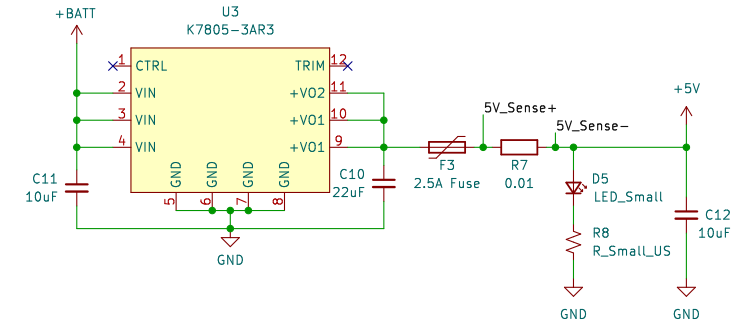 +BATT
U3
K7805-3AR3
1 CTRL TRIM 12
2 VIN +VO2 11
3 VIN +VO1 10
4 VIN +VO1 9
GND GND GND GND
5 6 7 8
C11
10uF
C10
22uF
GND
F3
2.5A Fuse
5V_Sense+
R7
0.01
5V_Sense-
+5V
D5
LED_Small
R8
R_Small_US
C12
10uF
GND
GND